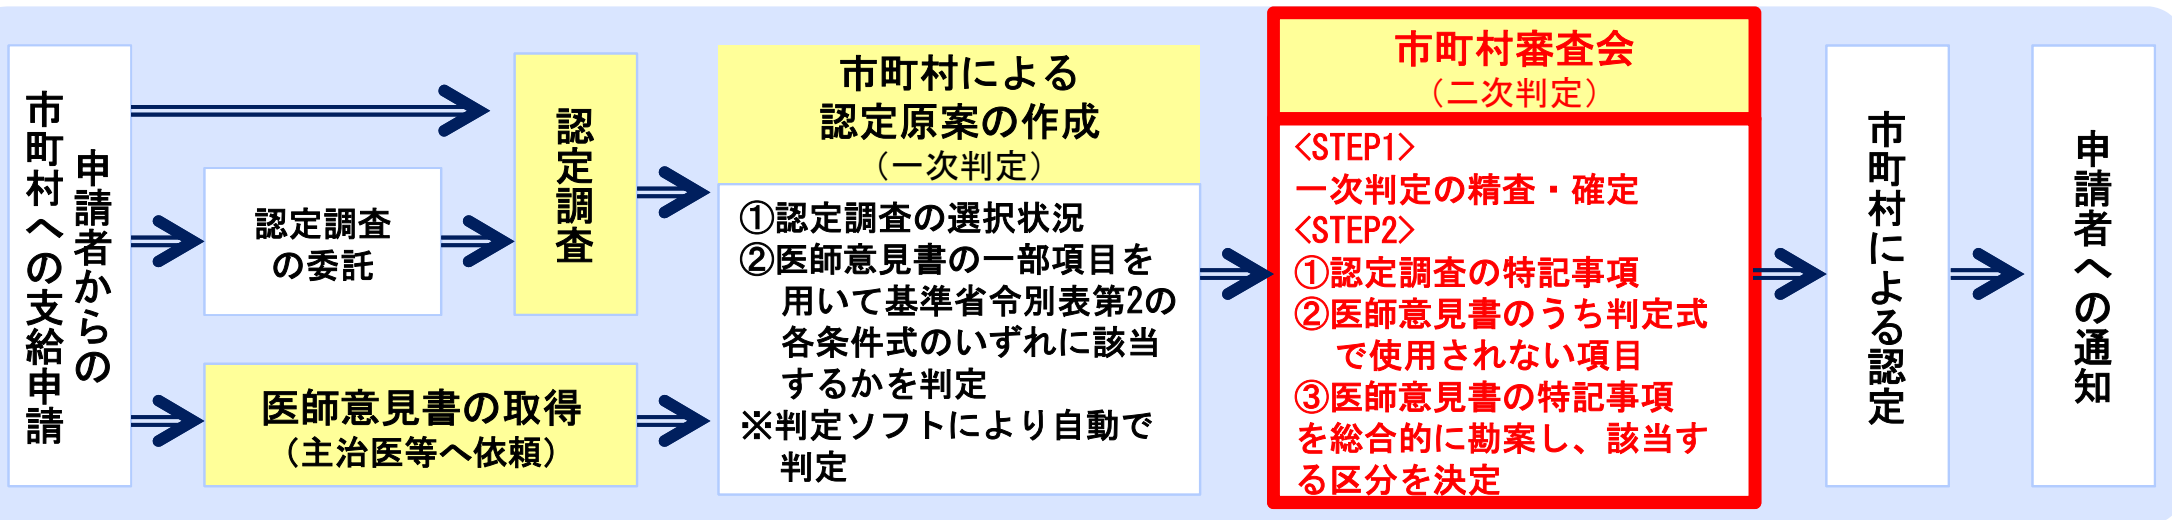 申請者からの
市町村への支給申請
認定調査
の委託
医師意見書の取得
（主治医等へ依頼）
認定調査
市町村による
認定原案の作成
（一次判定）
①認定調査の選択状況
②医師意見書の一部項目を
用いて基準省令別表第2の
各条件式のいずれに該当
するかを判定
※判定ソフトにより自動で
判定
市町村審査会
（二次判定）
<STEP1>
一次判定の精査・確定
<STEP2>
①認定調査の特記事項
②医師意見書のうち判定式
で使用されない項目
③医師意見書の特記事項
を総合的に勘案し、該当す
る区分を決定
市町村による認定
申請者への通知